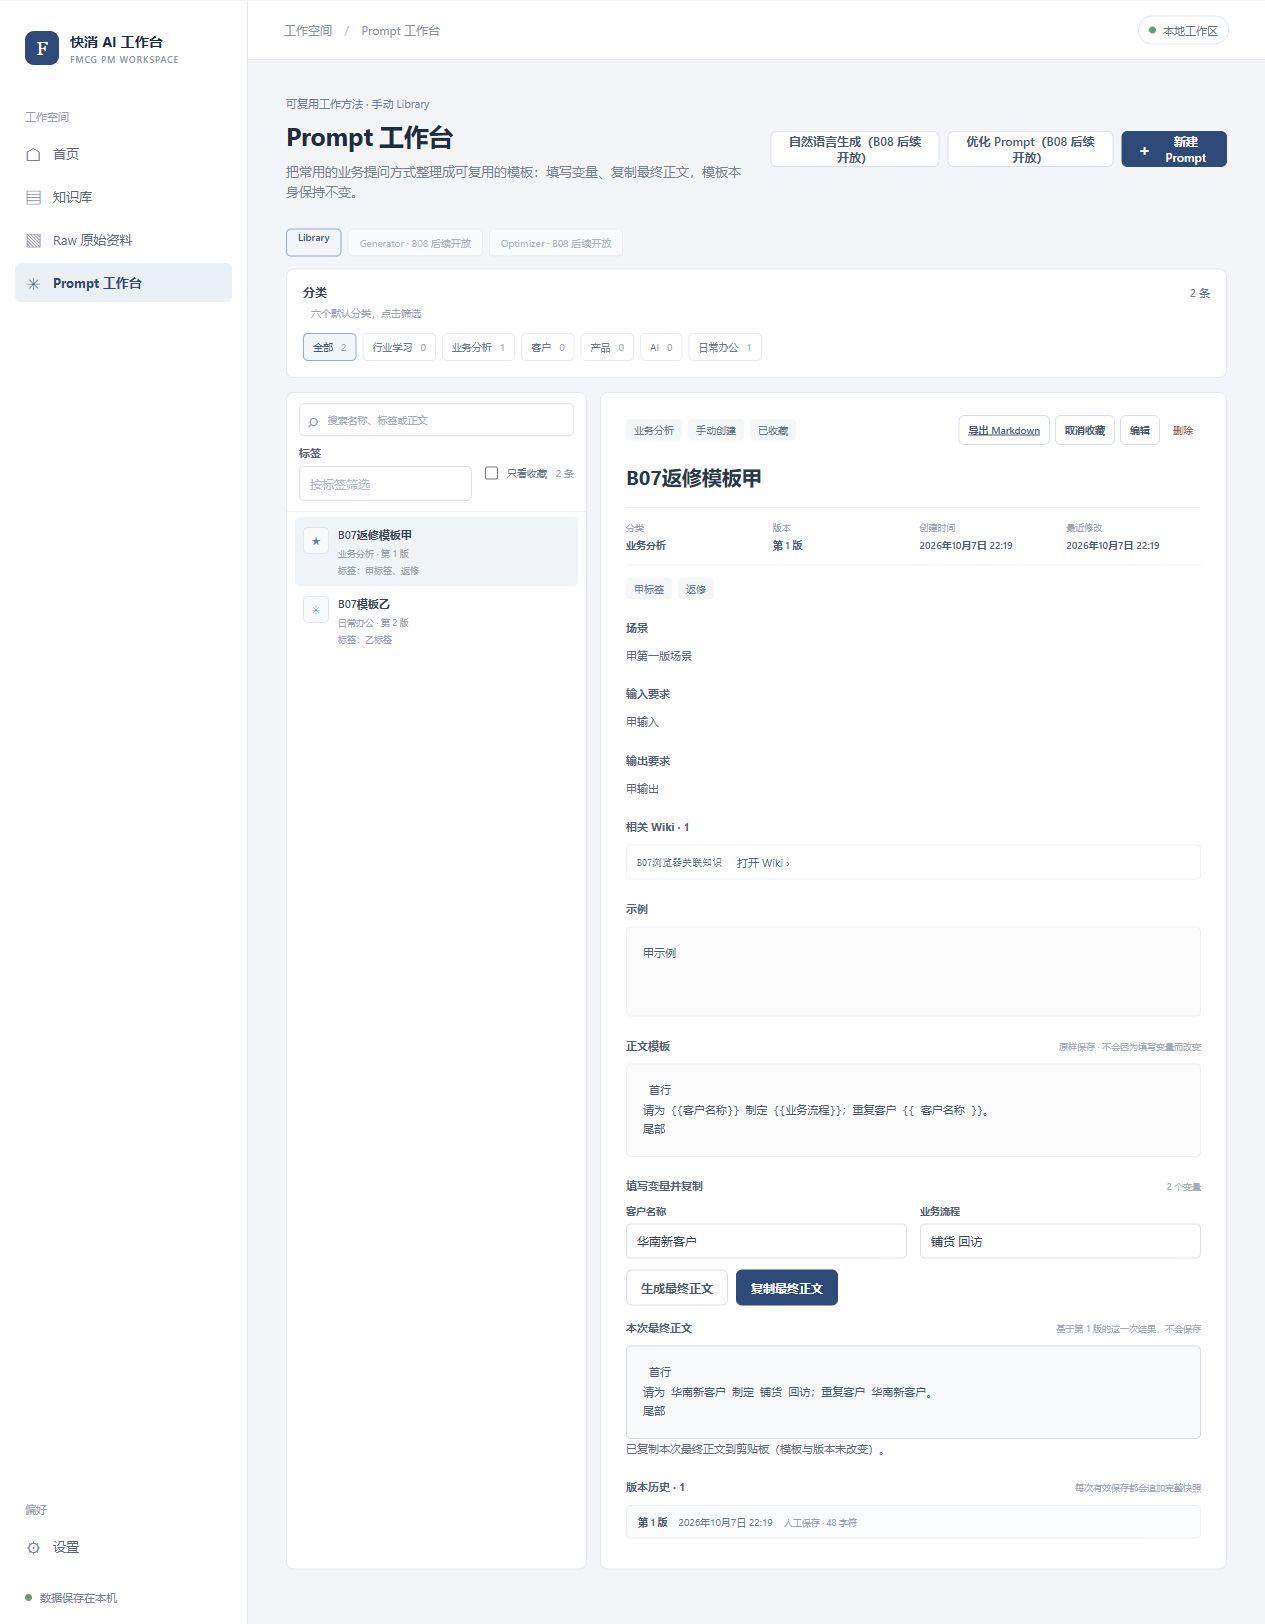 F
快消 AI 工作台
FMCG PM WORKSPACE
工作空间
首页
知识库
Raw 原始资料
Prompt 工作台
偏好
设置
数据保存在本机
工作空间 / Prompt 工作台
本地工作区
可复用工作方法 · 手动 Library
Prompt 工作台
把常用的业务提问方式整理成可复用的模板：填写变量、复制最终正文，模板本
身保持不变。
自然语言生成（B08 后续
开放）
优化 Prompt（B08 后续
开放）
+ 新建
Prompt
Library
Generator · B08 后续开放
Optimizer · B08 后续开放
分类
2 条
六个默认分类，点击筛选
全部 2
行业学习 0
业务分析 1
客户 0
产品 0
AI 0
日常办公 1
搜索名称、标签或正文
标签
按标签筛选
只看收藏 2 条
B07返修模板甲
业务分析 · 第 1 版
标签：甲标签、返修
B07模板乙
日常办公 · 第 2 版
标签：乙标签
业务分析 手动创建 已收藏
导出 Markdown
取消收藏
编辑
删除
B07返修模板甲
分类 版本 创建时间 最近修改
业务分析 第 1 版 2026年10月7日 22:19 2026年10月7日 22:19
甲标签 返修
场景
甲第一版场景
输入要求
甲输入
输出要求
甲输出
相关 Wiki · 1
B07浏览器关联知识 打开 Wiki ›
示例
甲示例
正文模板
原样保存 · 不会因为填写变量而改变
首行
请为 {{客户名称}} 制定 {{业务流程}}；重复客户 {{ 客户名称 }}。
尾部
填写变量并复制
2 个变量
客户名称 业务流程
华南新客户 铺货 回访
生成最终正文 复制最终正文
本次最终正文
基于第 1 版的这一次结果，不会保存
首行
请为 华南新客户 制定 铺货 回访；重复客户 华南新客户。
尾部
已复制本次最终正文到剪贴板（模板与版本未改变）。
版本历史 · 1
每次有效保存都会追加完整快照
第 1 版 2026年10月7日 22:19 人工保存 · 48 字符